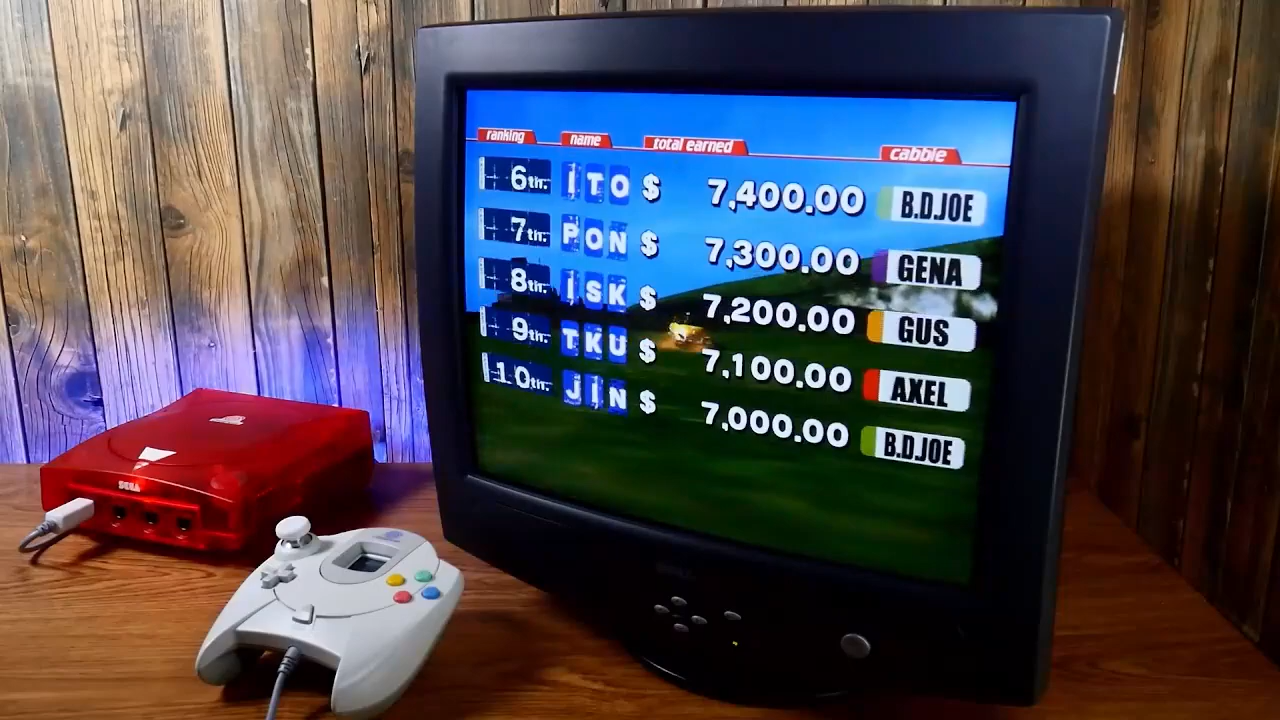 ranking name total earned cabbie
6th. ITO $ 7,400.00 B.D.JOE
7th. PON $ 7,300.00 GENA
8th. ISK $ 7,200.00 GUS
9th. TKU $ 7,100.00 AXEL
10th. JIN $ 7,000.00 B.D.JOE
SEGA